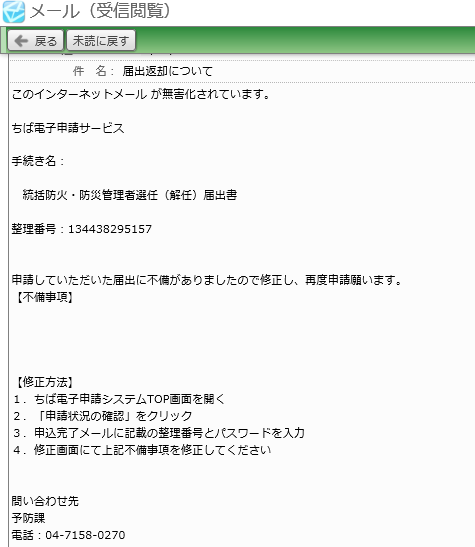 メール（受信閲覧）
戻る 未読に戻す
件 名： 届出返却について
このインターネットメール が無害化されています。
ちば電子申請サービス
手続き名：
統括防火・防災管理者選任（解任）届出書
整理番号：134438295157
申請していただいた届出に不備がありましたので修正し、再度申請願います。
【不備事項】
【修正方法】
１．ちば電子申請システムTOP画面を開く
２．「申請状況の確認」をクリック
３．申込完了メールに記載の整理番号とパスワードを入力
４．修正画面にて上記不備事項を修正してください
問い合わせ先
予防課
電話：04-7158-0270